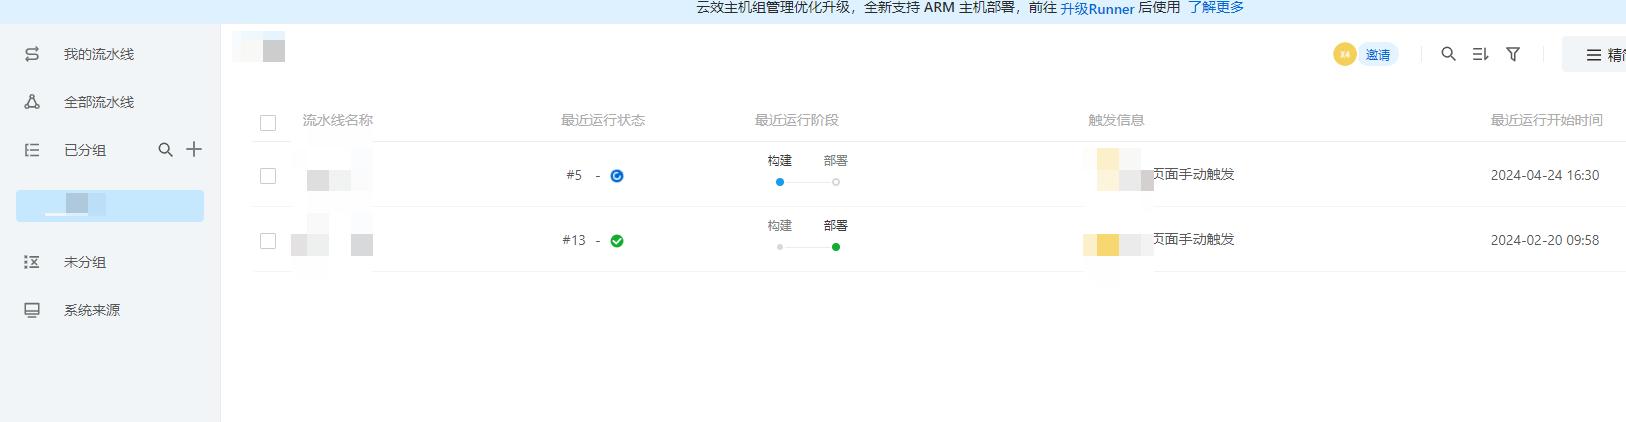 云效主机组管理优化升级，全新支持 ARM 主机部署，前往 升级Runner 后使用 了解更多
我的流水线
全部流水线
已分组
未分组
系统来源
邀请
流水线名称 最近运行状态 最近运行阶段 触发信息 最近运行开始时间
#5 - 构建 部署 页面手动触发 2024-04-24 16:30
#13 - 构建 部署 页面手动触发 2024-02-20 09:58